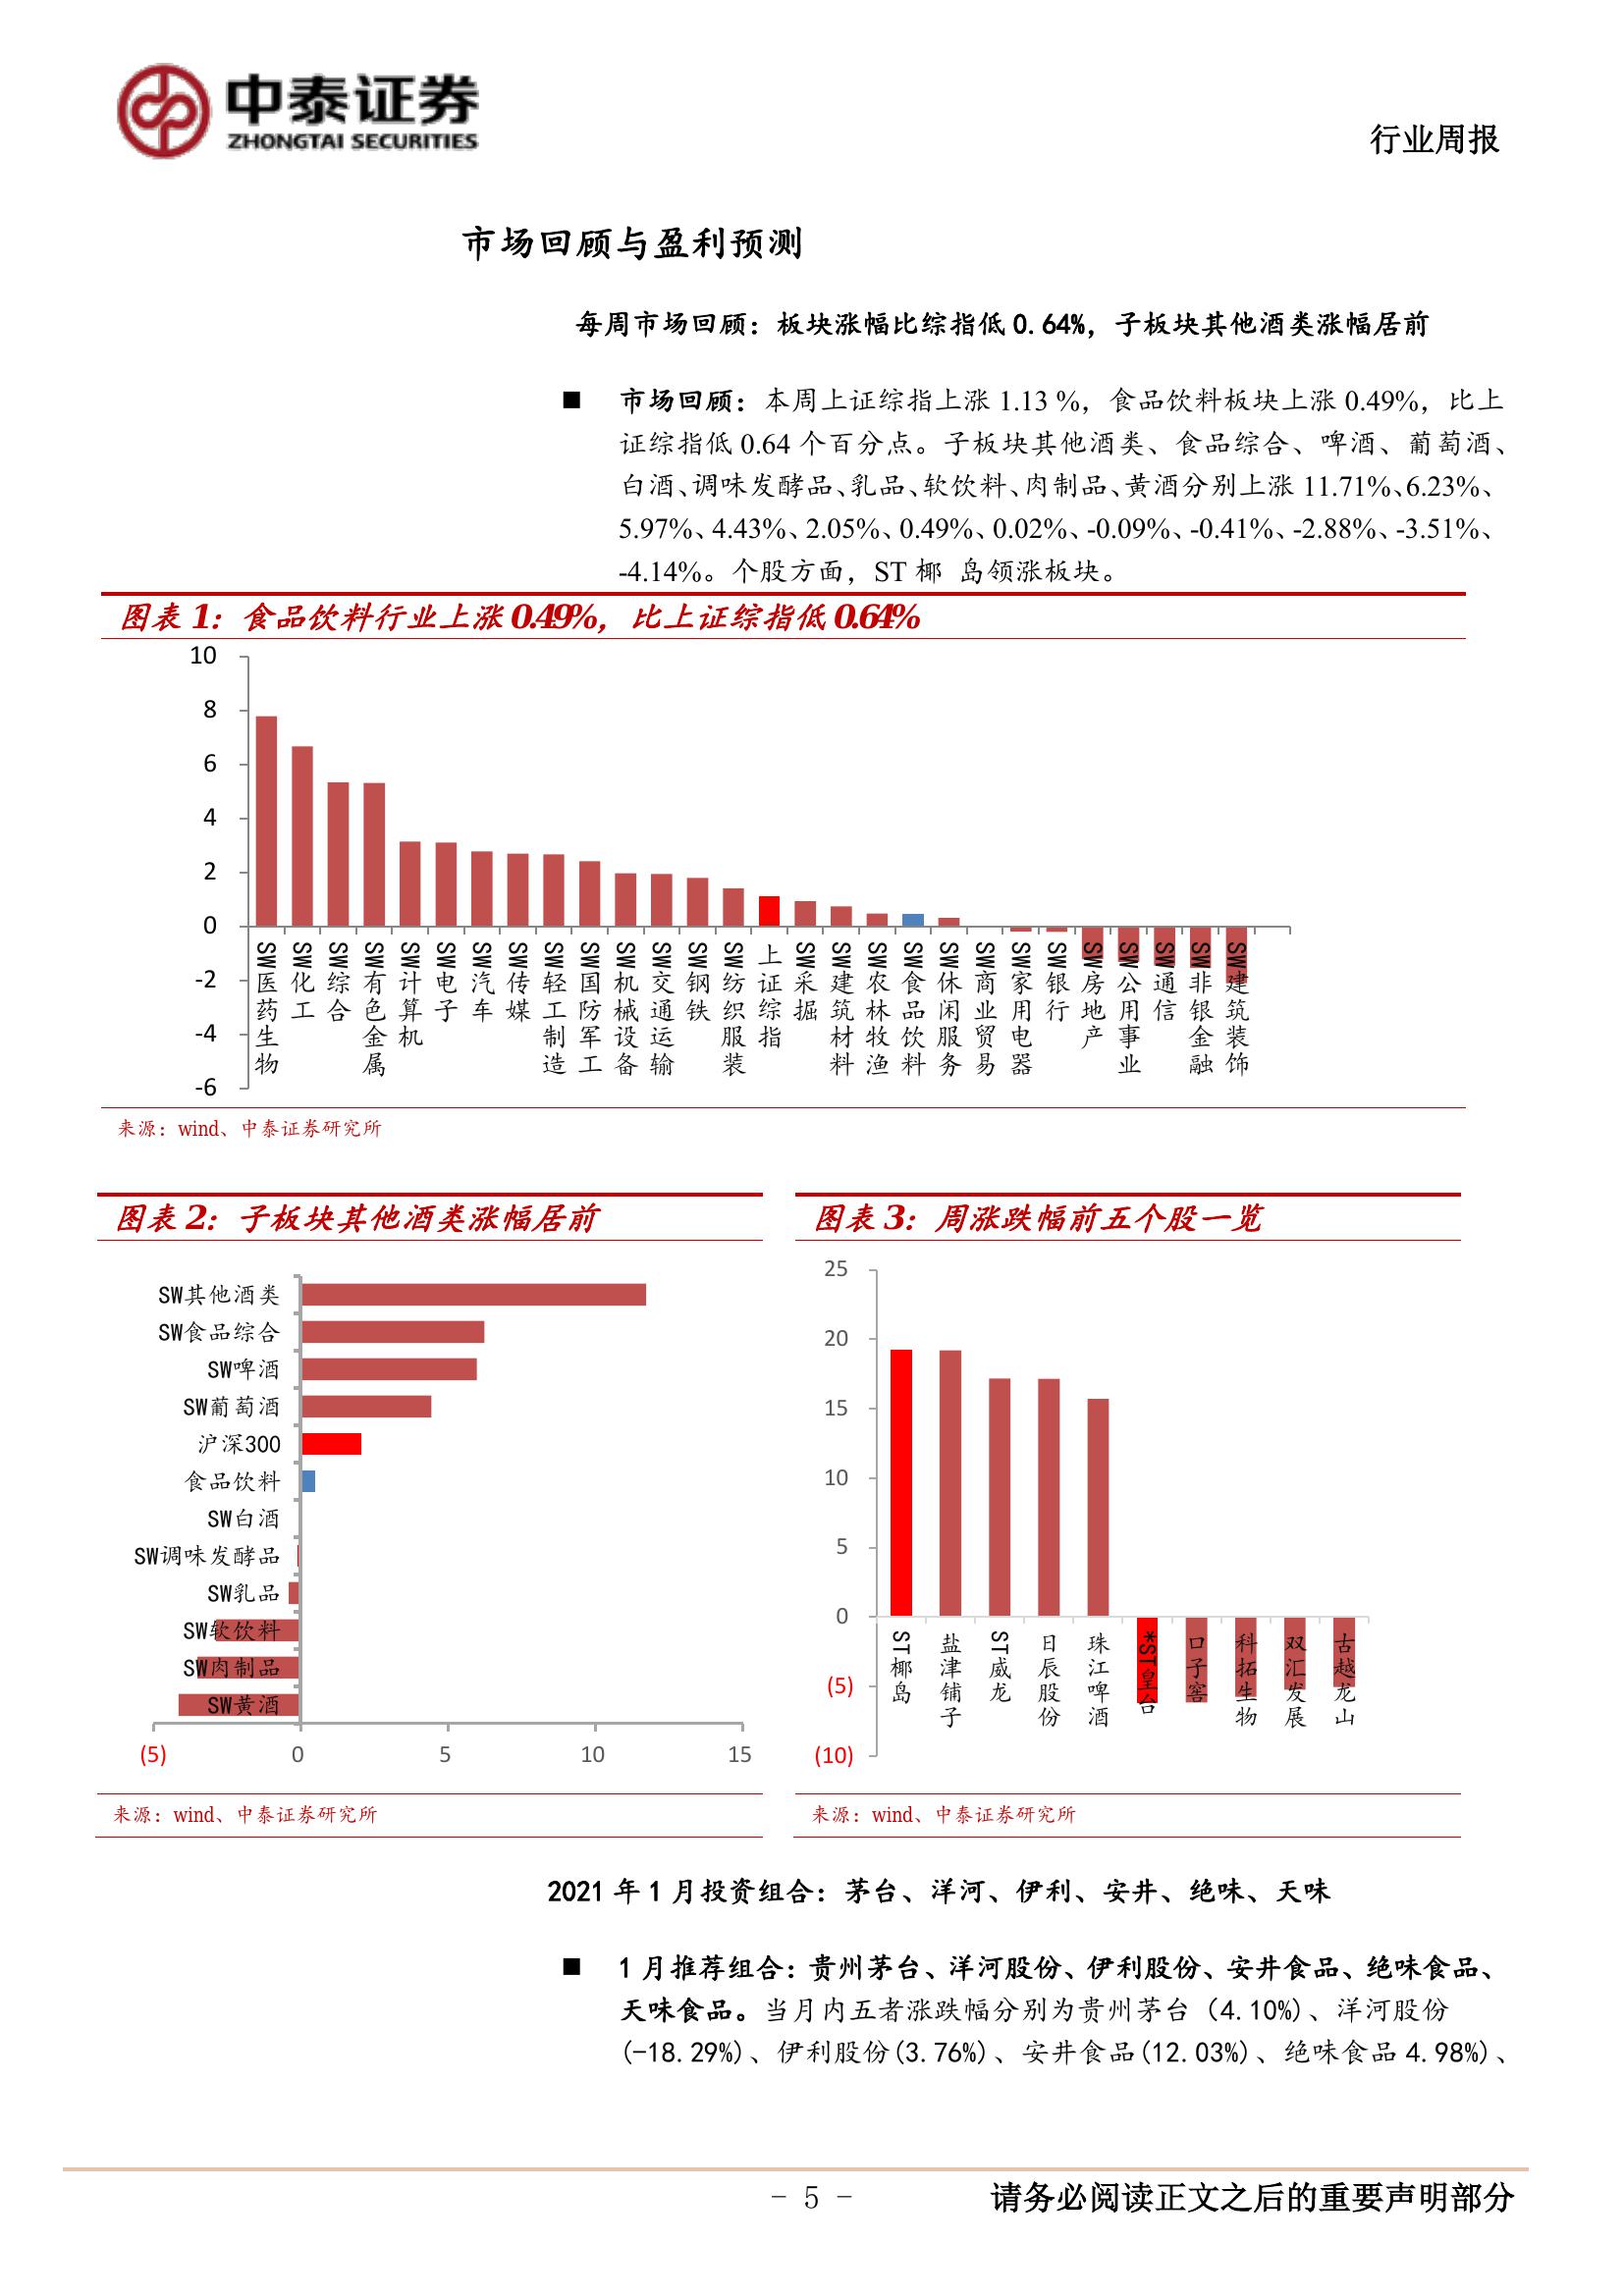 中泰证券
ZHONGTAI SECURITIES
行业周报
市场回顾与盈利预测
每周市场回顾：板块涨幅比综指低 0.64%，子板块其他酒类涨幅居前
■ 市场回顾：本周上证综指上涨 1.13 %，食品饮料板块上涨 0.49%，比上
证综指低 0.64 个百分点。子板块其他酒类、食品综合、啤酒、葡萄酒、
白酒、调味发酵品、乳品、软饮料、肉制品、黄酒分别上涨 11.71%、6.23%、
5.97%、4.43%、2.05%、0.49%、0.02%、-0.09%、-0.41%、-2.88%、-3.51%、
-4.14%。个股方面，ST 椰 岛领涨板块。
图表 1：食品饮料行业上涨 0.49%，比上证综指低 0.64%
10
8
6
4
2
0
-2
-4
-6
SW医药生物
SW化工
SW综合
SW有色金属
SW计算机
SW电子
SW汽车
SW传媒
SW轻工制造
SW国防军工
SW机械设备
SW交通运输
SW钢铁
SW纺织服装
上证综指
SW采掘
SW建筑材料
SW农林牧渔
SW食品饮料
SW休闲服务
SW商业贸易
SW家用电器
SW银行
SW房地产
SW公用事业
SW通信
SW非银金融
SW建筑装饰
来源：wind、中泰证券研究所
图表 2：子板块其他酒类涨幅居前
SW其他酒类
SW食品综合
SW啤酒
SW葡萄酒
沪深300
食品饮料
SW白酒
SW调味发酵品
SW乳品
SW软饮料
SW肉制品
SW黄酒
(5) 0 5 10 15
来源：wind、中泰证券研究所
图表 3：周涨跌幅前五个股一览
25
20
15
10
5
0
(5)
(10)
ST椰岛
盐津铺子
ST威龙
日辰股份
珠江啤酒
*ST皇台
口子窖
科拓生物
双汇发展
古越龙山
来源：wind、中泰证券研究所
2021 年 1 月投资组合：茅台、洋河、伊利、安井、绝味、天味
■ 1 月推荐组合：贵州茅台、洋河股份、伊利股份、安井食品、绝味食品、
天味食品。当月内五者涨跌幅分别为贵州茅台（4.10%)、洋河股份
(-18.29%)、伊利股份(3.76%)、安井食品(12.03%)、绝味食品 4.98%)、
- 5 -
请务必阅读正文之后的重要声明部分